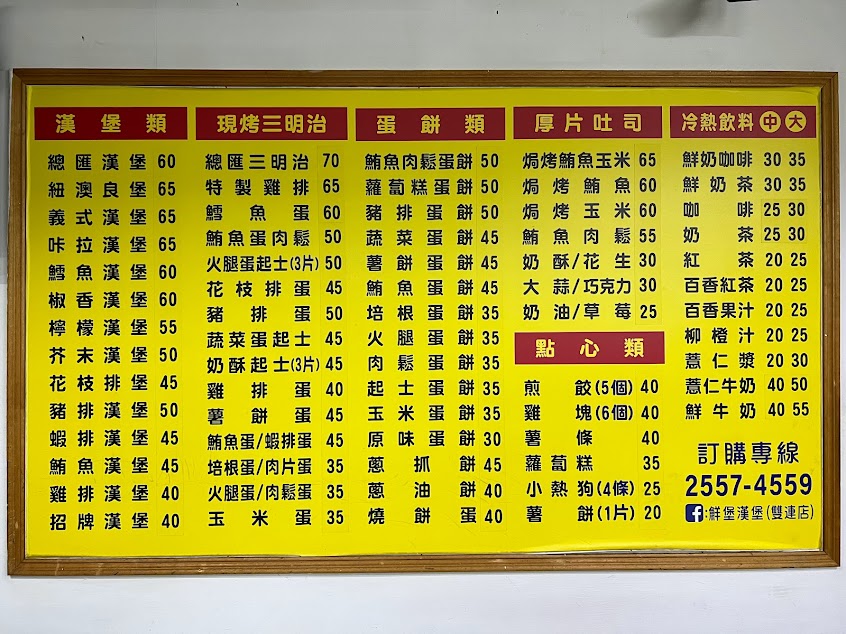 漢堡類
總匯漢堡 60
紐澳良堡 65
義式漢堡 65
咔拉漢堡 65
鱈魚漢堡 60
椒香漢堡 60
檸檬漢堡 55
芥末漢堡 50
花枝排堡 45
豬排漢堡 50
蝦排漢堡 45
鮪魚漢堡 45
雞排漢堡 40
招牌漢堡 40
現烤三明治
總匯三明治 70
特製雞排 65
鱈魚蛋 60
鮪魚蛋肉鬆 50
火腿蛋起士(3片) 50
花枝排蛋 45
豬排蛋 50
蔬菜蛋起士 45
奶酥起士(3片) 45
雞排蛋 40
薯餅蛋 45
鮪魚蛋/蝦排蛋 45
培根蛋/肉片蛋 35
火腿蛋/肉鬆蛋 35
玉米蛋 35
蛋餅類
鮪魚肉鬆蛋餅 50
蘿蔔糕蛋餅 50
豬排蛋餅 50
蔬菜蛋餅 45
薯餅蛋餅 45
鮪魚蛋餅 45
培根蛋餅 35
火腿蛋餅 35
肉鬆蛋餅 35
起士蛋餅 35
玉米蛋餅 35
原味蛋餅 30
蔥抓餅 45
蔥油餅 40
燒餅蛋 40
厚片吐司
焗烤鮪魚玉米 65
焗烤鮪魚 60
焗烤玉米 60
鮪魚肉鬆 55
奶酥/花生 30
大蒜/巧克力 30
奶油/草莓 25
點心類
煎餃(5個) 40
雞塊(6個) 40
薯條 40
蘿蔔糕 35
小熱狗(4條) 25
薯餅(1片) 20
冷熱飲料 中 大
鮮奶咖啡 30 35
鮮奶茶 30 35
咖啡 25 30
奶茶 25 30
紅茶 20 25
百香紅茶 20 25
百香果汁 20 25
柳橙汁 20 25
薏仁漿 20 30
薏仁牛奶 40 50
鮮牛奶 40 55
訂購專線
2557-4559
f:鮮堡漢堡(雙連店)